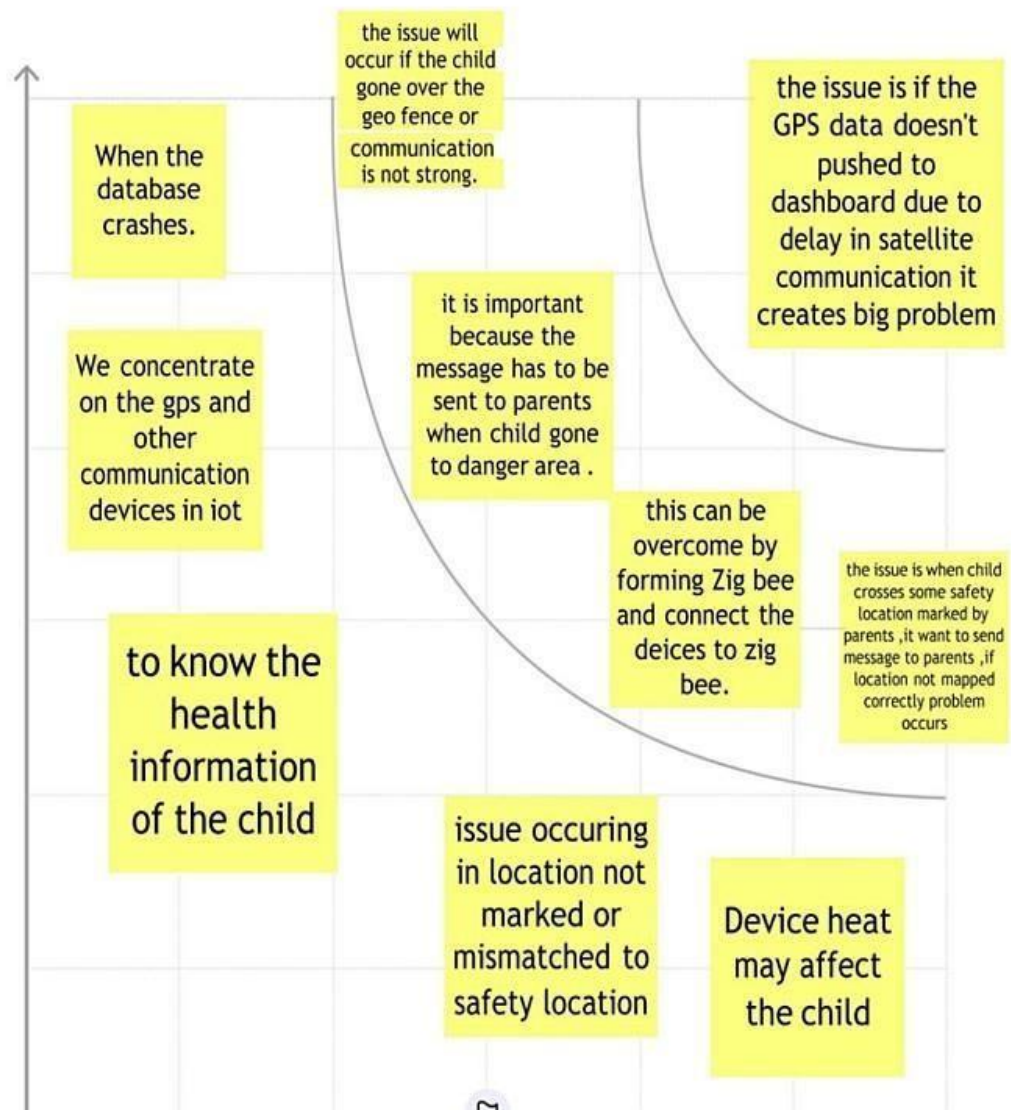 the issue will
occur if the child
gone over the
geo fence or
communication
is not strong.
the issue is if the
GPS data doesn't
pushed to
dashboard due to
delay in satellite
communication it
creates big problem
When the
database
crashes.
it is important
because the
message has to be
sent to parents
when child gone
to danger area .
We concentrate
on the gps and
other
communication
devices in iot
this can be
overcome by
forming Zig bee
and connect the
deices to zig
bee.
the issue is when child
crosses some safety
location marked by
parents ,it want to send
message to parents ,if
location not mapped
correctly problem
occurs
to know the
health
information
of the child
issue occuring
in location not
marked or
mismatched to
safety location
Device heat
may affect
the child